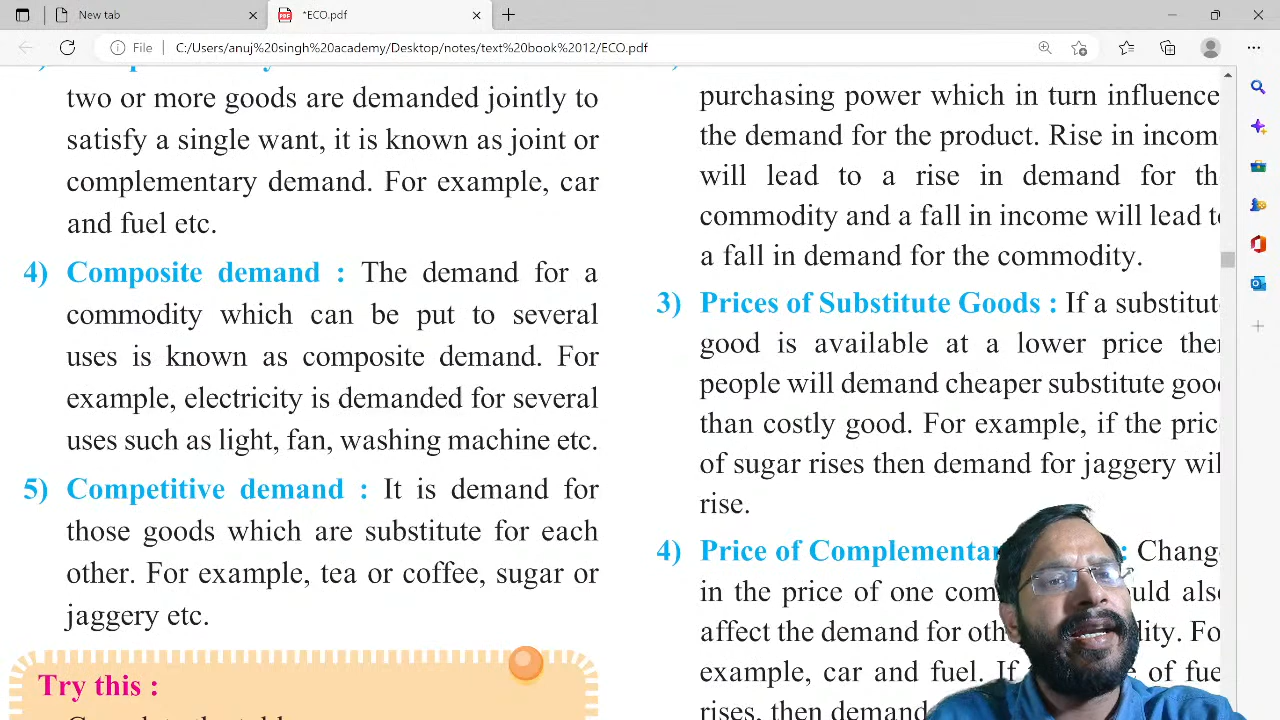 New tab
*ECO.pdf
File
C:/Users/anuj%20singh%20academy/Desktop/notes/text%20book%2012/ECO.pdf
two or more goods are demanded jointly to
satisfy a single want, it is known as joint or
complementary demand. For example, car
and fuel etc.
4) Composite demand : The demand for a
commodity which can be put to several
uses is known as composite demand. For
example, electricity is demanded for several
uses such as light, fan, washing machine etc.
5) Competitive demand : It is demand for
those goods which are substitute for each
other. For example, tea or coffee, sugar or
jaggery etc.
Try this :
purchasing power which in turn influence
the demand for the product. Rise in incom
will lead to a rise in demand for th
commodity and a fall in income will lead t
a fall in demand for the commodity.
3) Prices of Substitute Goods : If a substitut
good is available at a lower price then
people will demand cheaper substitute goo
than costly good. For example, if the pric
of sugar rises then demand for jaggery wil
rise.
4) Price of Complementar : Chang
in the price of one com ould als
affect the demand for oth dity. Fo
example, car and fuel. If of fue
rises, then demand